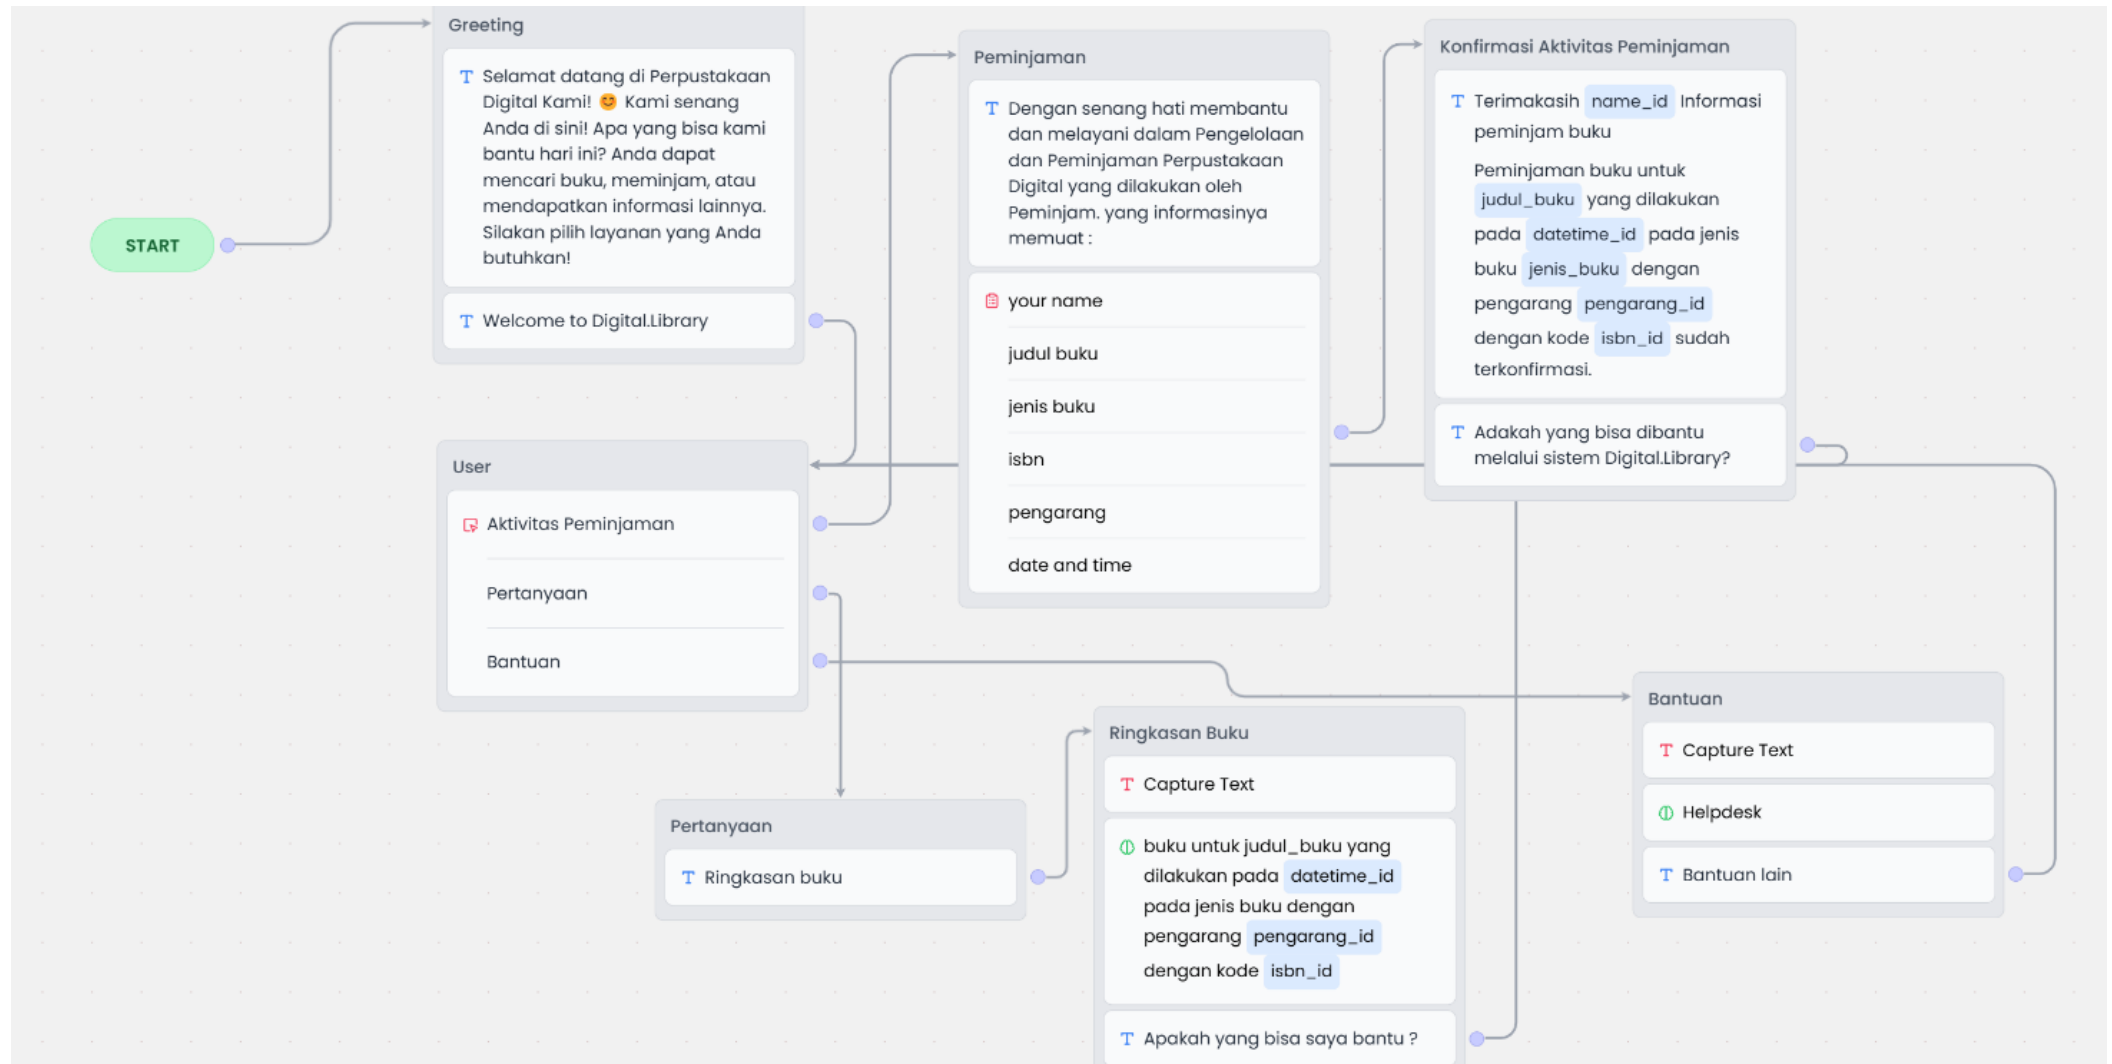 START
Greeting
Selamat datang di Perpustakaan
Digital Kami! 😊 Kami senang
Anda di sini! Apa yang bisa kami
bantu hari ini? Anda dapat
mencari buku, meminjam, atau
mendapatkan informasi lainnya.
Silakan pilih layanan yang Anda
butuhkan!
Welcome to Digital.Library
User
Aktivitas Peminjaman
Pertanyaan
Bantuan
Peminjaman
Dengan senang hati membantu
dan melayani dalam Pengelolaan
dan Peminjaman Perpustakaan
Digital yang dilakukan oleh
Peminjam. yang informasinya
memuat :
your name
judul buku
jenis buku
isbn
pengarang
date and time
Konfirmasi Aktivitas Peminjaman
Terimakasih name_id Informasi
peminjam buku
Peminjaman buku untuk
judul_buku yang dilakukan
pada datetime_id pada jenis
buku jenis_buku dengan
pengarang pengarang_id
dengan kode isbn_id sudah
terkonfirmasi.
Adakah yang bisa dibantu
melalui sistem Digital.Library?
Pertanyaan
Ringkasan buku
Ringkasan Buku
Capture Text
buku untuk judul_buku yang
dilakukan pada datetime_id
pada jenis buku dengan
pengarang pengarang_id
dengan kode isbn_id
Apakah yang bisa saya bantu ?
Bantuan
Capture Text
Helpdesk
Bantuan lain